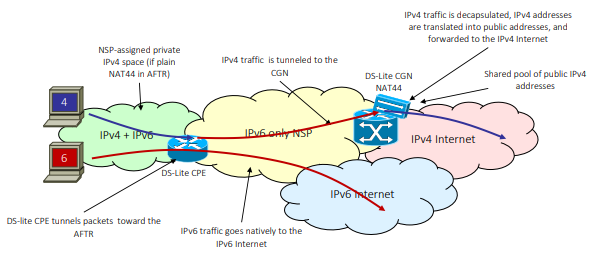 IPv4 traffic is decapsulated, IPv4 addresses
are translated into public addresses, and
forwarded to the IPv4 Internet
NSP-assigned private
IPv4 space (if plain
NAT44 in AFTR)
IPv4 traffic is tunneled to the
CGN
DS-Lite CGN
NAT44
Shared pool of public IPv4
addresses
4
IPv4 + IPv6
IPv6 only NSP
IPv4 Internet
6
DS-Lite CPE
IPv6 Internet
DS-lite CPE tunnels packets toward the
AFTR
IPv6 traffic goes natively to the
IPv6 Internet